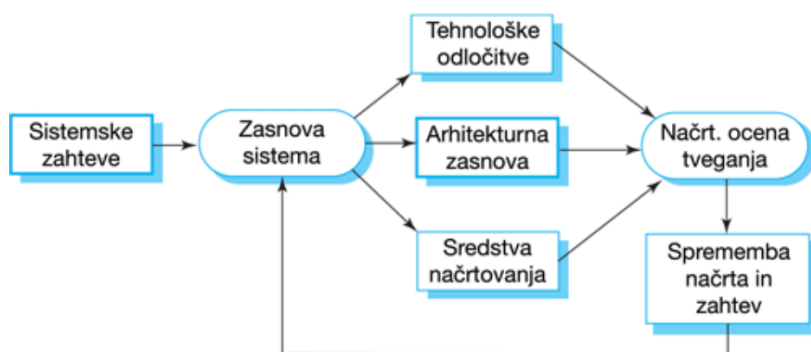 Sistemske
zahteve
Zasnova
sistema
Tehnološke
odločitve
Arhitekturna
zasnova
Sredstva
načrtovanja
Načrt. ocena
tveganja
Sprememba
načrta in
zahtev